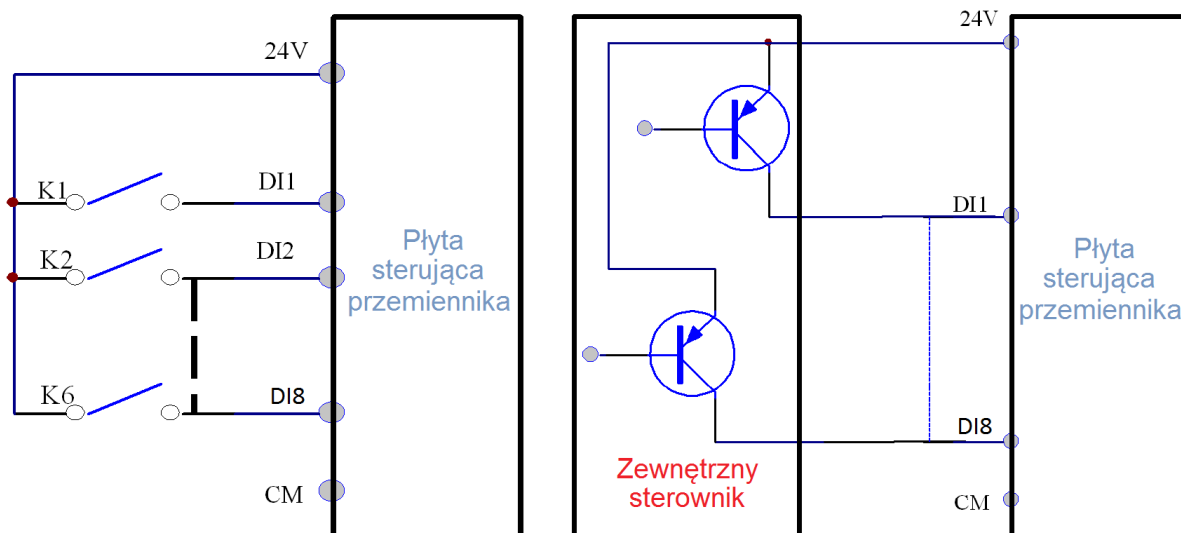 24V
K1
DI1
K2
DI2
K6
DI8
CM
Płyta
sterująca
przemiennika
24V
DI1
DI8
CM
Zewnętrzny
sterownik
Płyta
sterująca
przemiennika